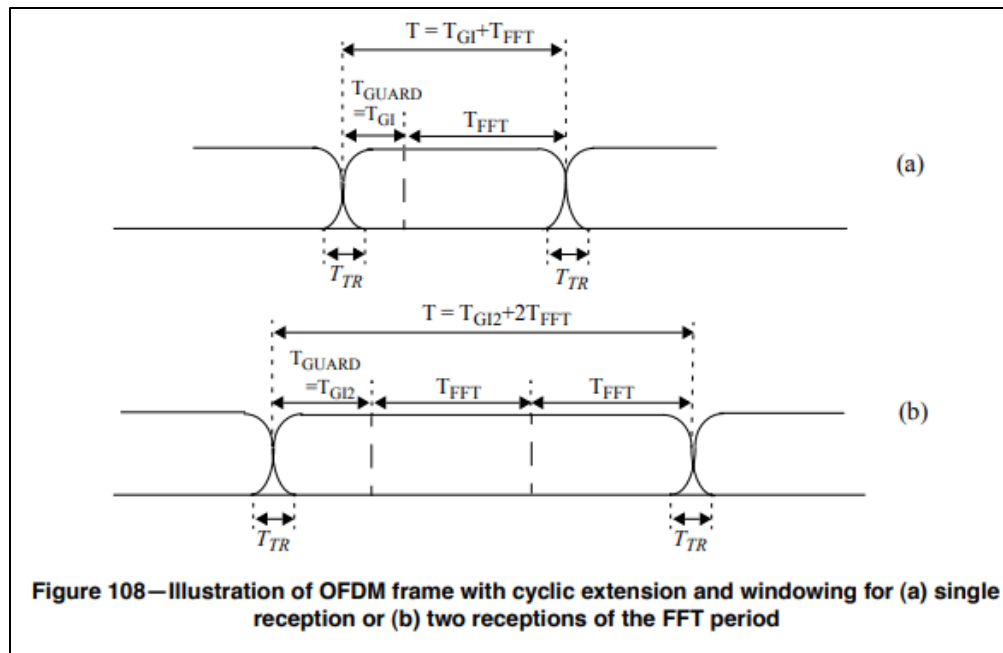 T = TGI+TFFT
TGUARD
=TGI
TFFT
(a)
TTR
TTR
T = TGI2+2TFFT
TGUARD
=TGI2
TFFT
TFFT
(b)
TTR
TTR
Figure 108—Illustration of OFDM frame with cyclic extension and windowing for (a) single
reception or (b) two receptions of the FFT period